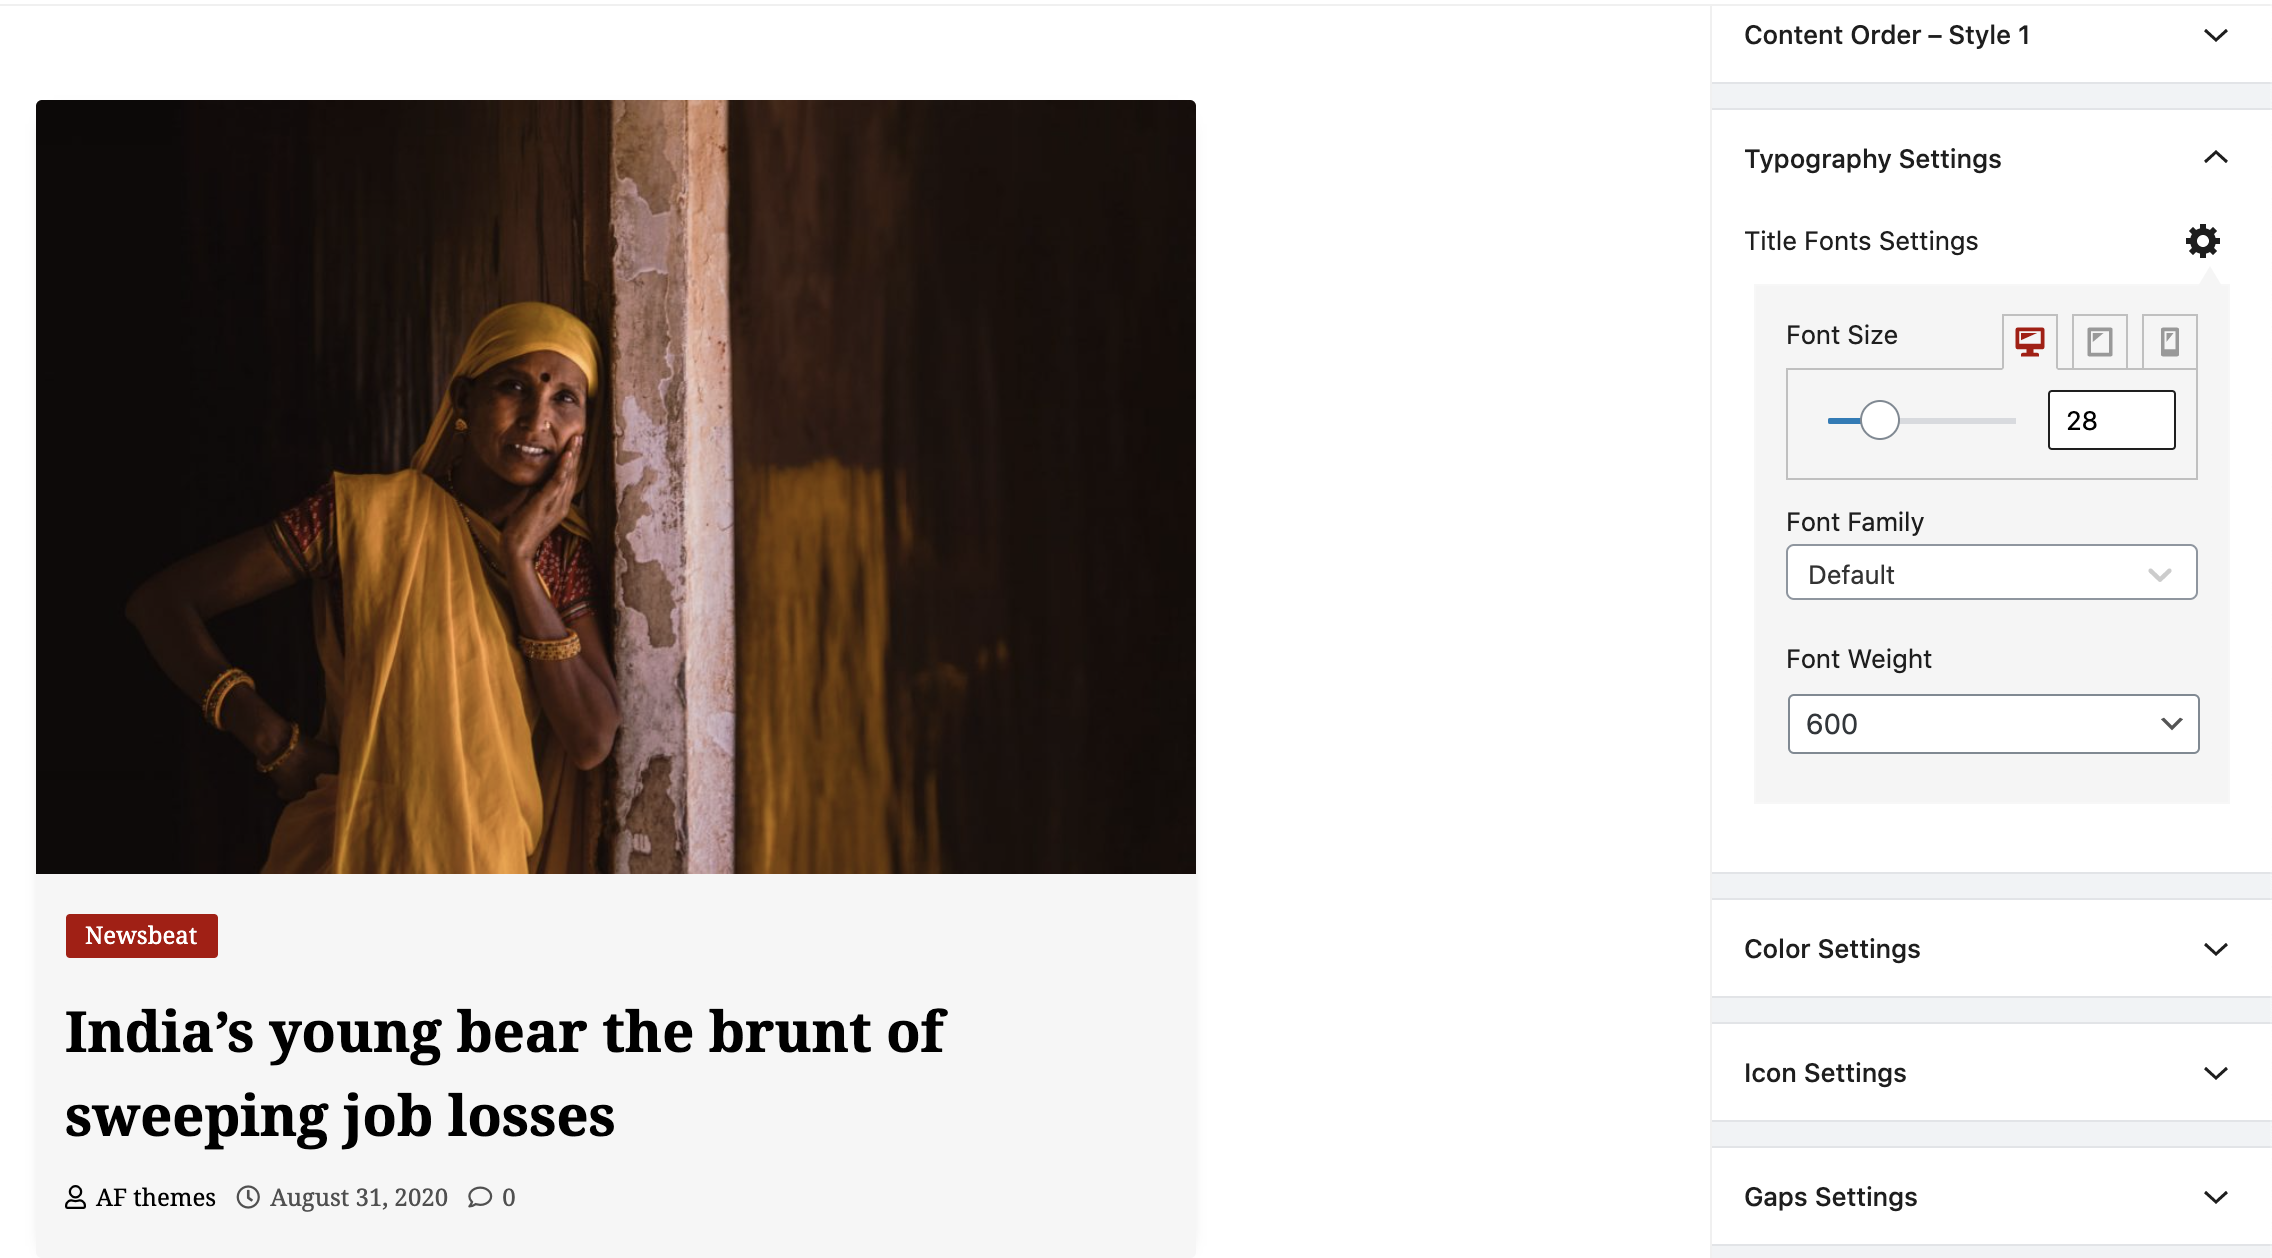 Content Order – Style 1
Typography Settings
Title Fonts Settings
Font Size
28
Font Family
Default
Font Weight
600
Color Settings
Icon Settings
Gaps Settings
Newsbeat
India’s young bear the brunt of
sweeping job losses
AF themes August 31, 2020 0